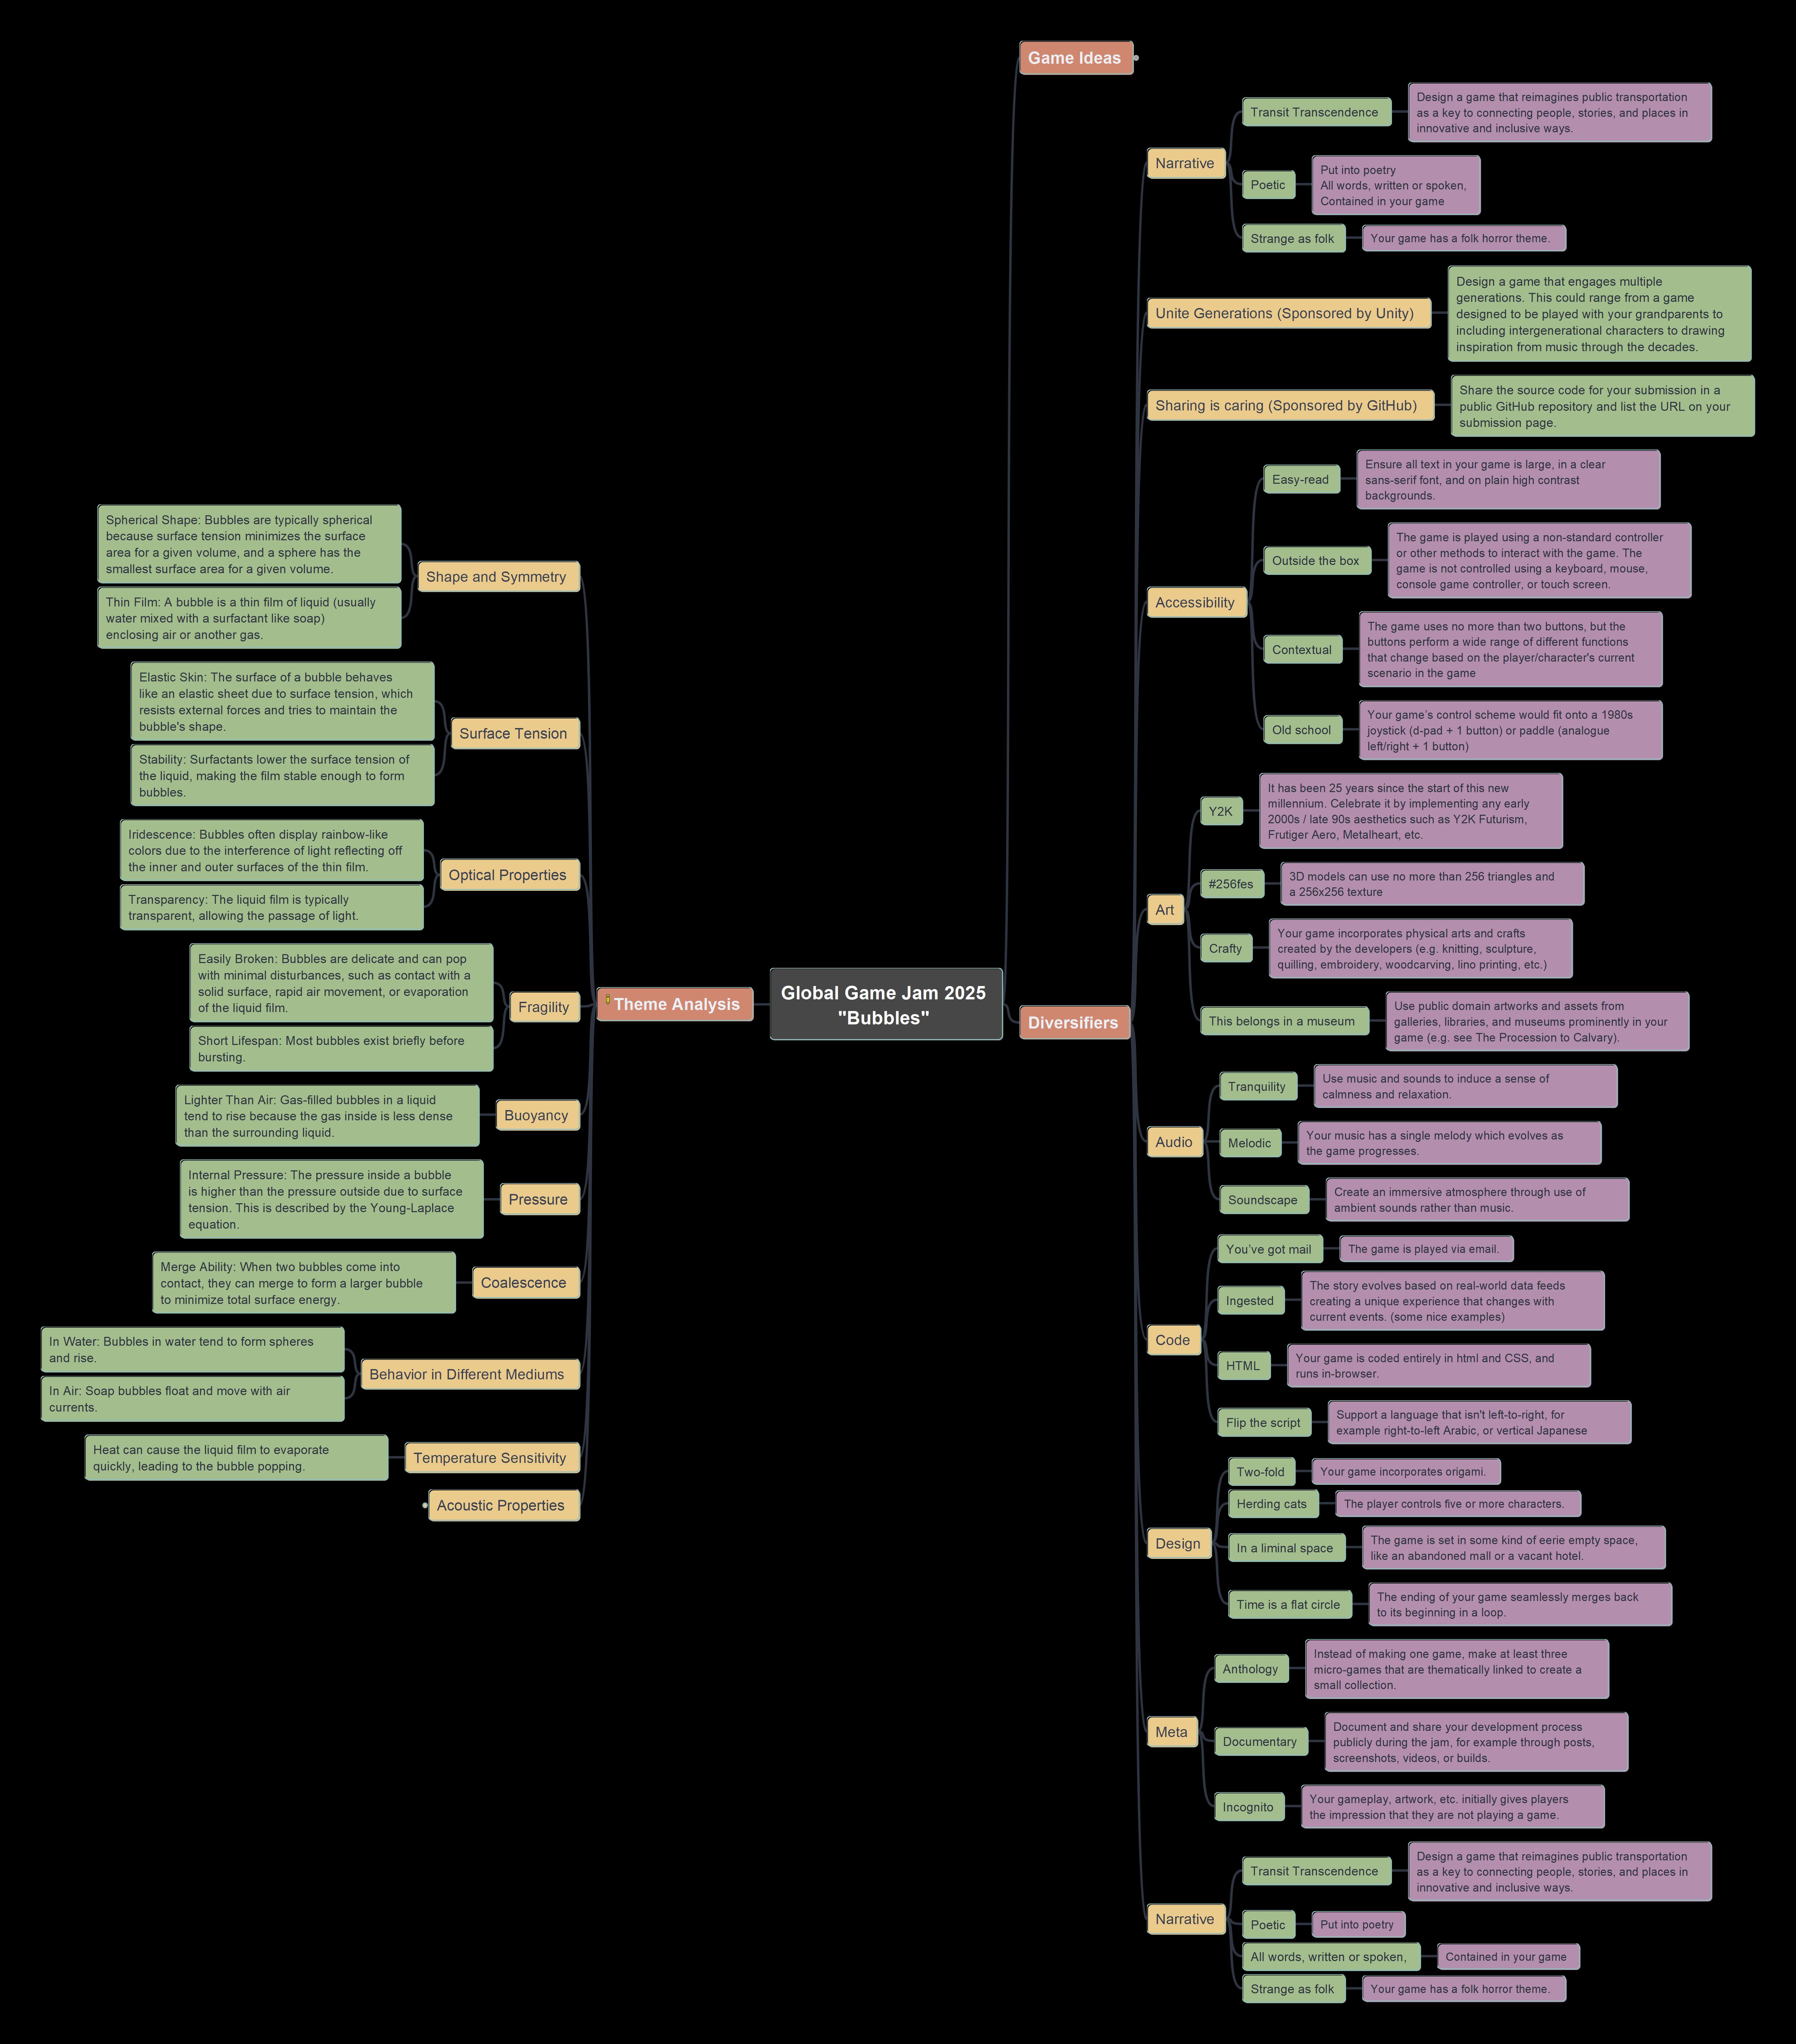 Global Game Jam 2025
"Bubbles"
Game Ideas
Diversifiers
Narrative
Transit Transcendence
Design a game that reimagines public transportation
as a key to connecting people, stories, and places in
innovative and inclusive ways.
Poetic
Put into poetry
All words, written or spoken,
Contained in your game
Strange as folk
Your game has a folk horror theme.
Unite Generations (Sponsored by Unity)
Design a game that engages multiple
generations. This could range from a game
designed to be played with your grandparents to
including intergenerational characters to drawing
inspiration from music through the decades.
Sharing is caring (Sponsored by GitHub)
Share the source code for your submission in a
public GitHub repository and list the URL on your
submission page.
Accessibility
Easy-read
Ensure all text in your game is large, in a clear
sans-serif font, and on plain high contrast
backgrounds.
Outside the box
The game is played using a non-standard controller
or other methods to interact with the game. The
game is not controlled using a keyboard, mouse,
console game controller, or touch screen.
Contextual
The game uses no more than two buttons, but the
buttons perform a wide range of different functions
that change based on the player/character's current
scenario in the game
Old school
Your game’s control scheme would fit onto a 1980s
joystick (d-pad + 1 button) or paddle (analogue
left/right + 1 button)
Art
Y2K
It has been 25 years since the start of this new
millennium. Celebrate it by implementing any early
2000s / late 90s aesthetics such as Y2K Futurism,
Frutiger Aero, Metalheart, etc.
#256fes
3D models can use no more than 256 triangles and
a 256x256 texture
Crafty
Your game incorporates physical arts and crafts
created by the developers (e.g. knitting, sculpture,
quilling, embroidery, woodcarving, lino printing, etc.)
This belongs in a museum
Use public domain artworks and assets from
galleries, libraries, and museums prominently in your
game (e.g. see The Procession to Calvary).
Audio
Tranquility
Use music and sounds to induce a sense of
calmness and relaxation.
Melodic
Your music has a single melody which evolves as
the game progresses.
Soundscape
Create an immersive atmosphere through use of
ambient sounds rather than music.
Code
You’ve got mail
The game is played via email.
Ingested
The story evolves based on real-world data feeds
creating a unique experience that changes with
current events. (some nice examples)
HTML
Your game is coded entirely in html and CSS, and
runs in-browser.
Flip the script
Support a language that isn't left-to-right, for
example right-to-left Arabic, or vertical Japanese
Design
Two-fold
Your game incorporates origami.
Herding cats
The player controls five or more characters.
In a liminal space
The game is set in some kind of eerie empty space,
like an abandoned mall or a vacant hotel.
Time is a flat circle
The ending of your game seamlessly merges back
to its beginning in a loop.
Meta
Anthology
Instead of making one game, make at least three
micro-games that are thematically linked to create a
small collection.
Documentary
Document and share your development process
publicly during the jam, for example through posts,
screenshots, videos, or builds.
Incognito
Your gameplay, artwork, etc. initially gives players
the impression that they are not playing a game.
Narrative
Transit Transcendence
Design a game that reimagines public transportation
as a key to connecting people, stories, and places in
innovative and inclusive ways.
Poetic
Put into poetry
All words, written or spoken,
Contained in your game
Strange as folk
Your game has a folk horror theme.
Theme Analysis
Shape and Symmetry
Spherical Shape: Bubbles are typically spherical
because surface tension minimizes the surface
area for a given volume, and a sphere has the
smallest surface area for a given volume.
Thin Film: A bubble is a thin film of liquid (usually
water mixed with a surfactant like soap)
enclosing air or another gas.
Surface Tension
Elastic Skin: The surface of a bubble behaves
like an elastic sheet due to surface tension, which
resists external forces and tries to maintain the
bubble's shape.
Stability: Surfactants lower the surface tension of
the liquid, making the film stable enough to form
bubbles.
Optical Properties
Iridescence: Bubbles often display rainbow-like
colors due to the interference of light reflecting off
the inner and outer surfaces of the thin film.
Transparency: The liquid film is typically
transparent, allowing the passage of light.
Fragility
Easily Broken: Bubbles are delicate and can pop
with minimal disturbances, such as contact with a
solid surface, rapid air movement, or evaporation
of the liquid film.
Short Lifespan: Most bubbles exist briefly before
bursting.
Buoyancy
Lighter Than Air: Gas-filled bubbles in a liquid
tend to rise because the gas inside is less dense
than the surrounding liquid.
Pressure
Internal Pressure: The pressure inside a bubble
is higher than the pressure outside due to surface
tension. This is described by the Young-Laplace
equation.
Coalescence
Merge Ability: When two bubbles come into
contact, they can merge to form a larger bubble
to minimize total surface energy.
Behavior in Different Mediums
In Water: Bubbles in water tend to form spheres
and rise.
In Air: Soap bubbles float and move with air
currents.
Temperature Sensitivity
Heat can cause the liquid film to evaporate
quickly, leading to the bubble popping.
Acoustic Properties